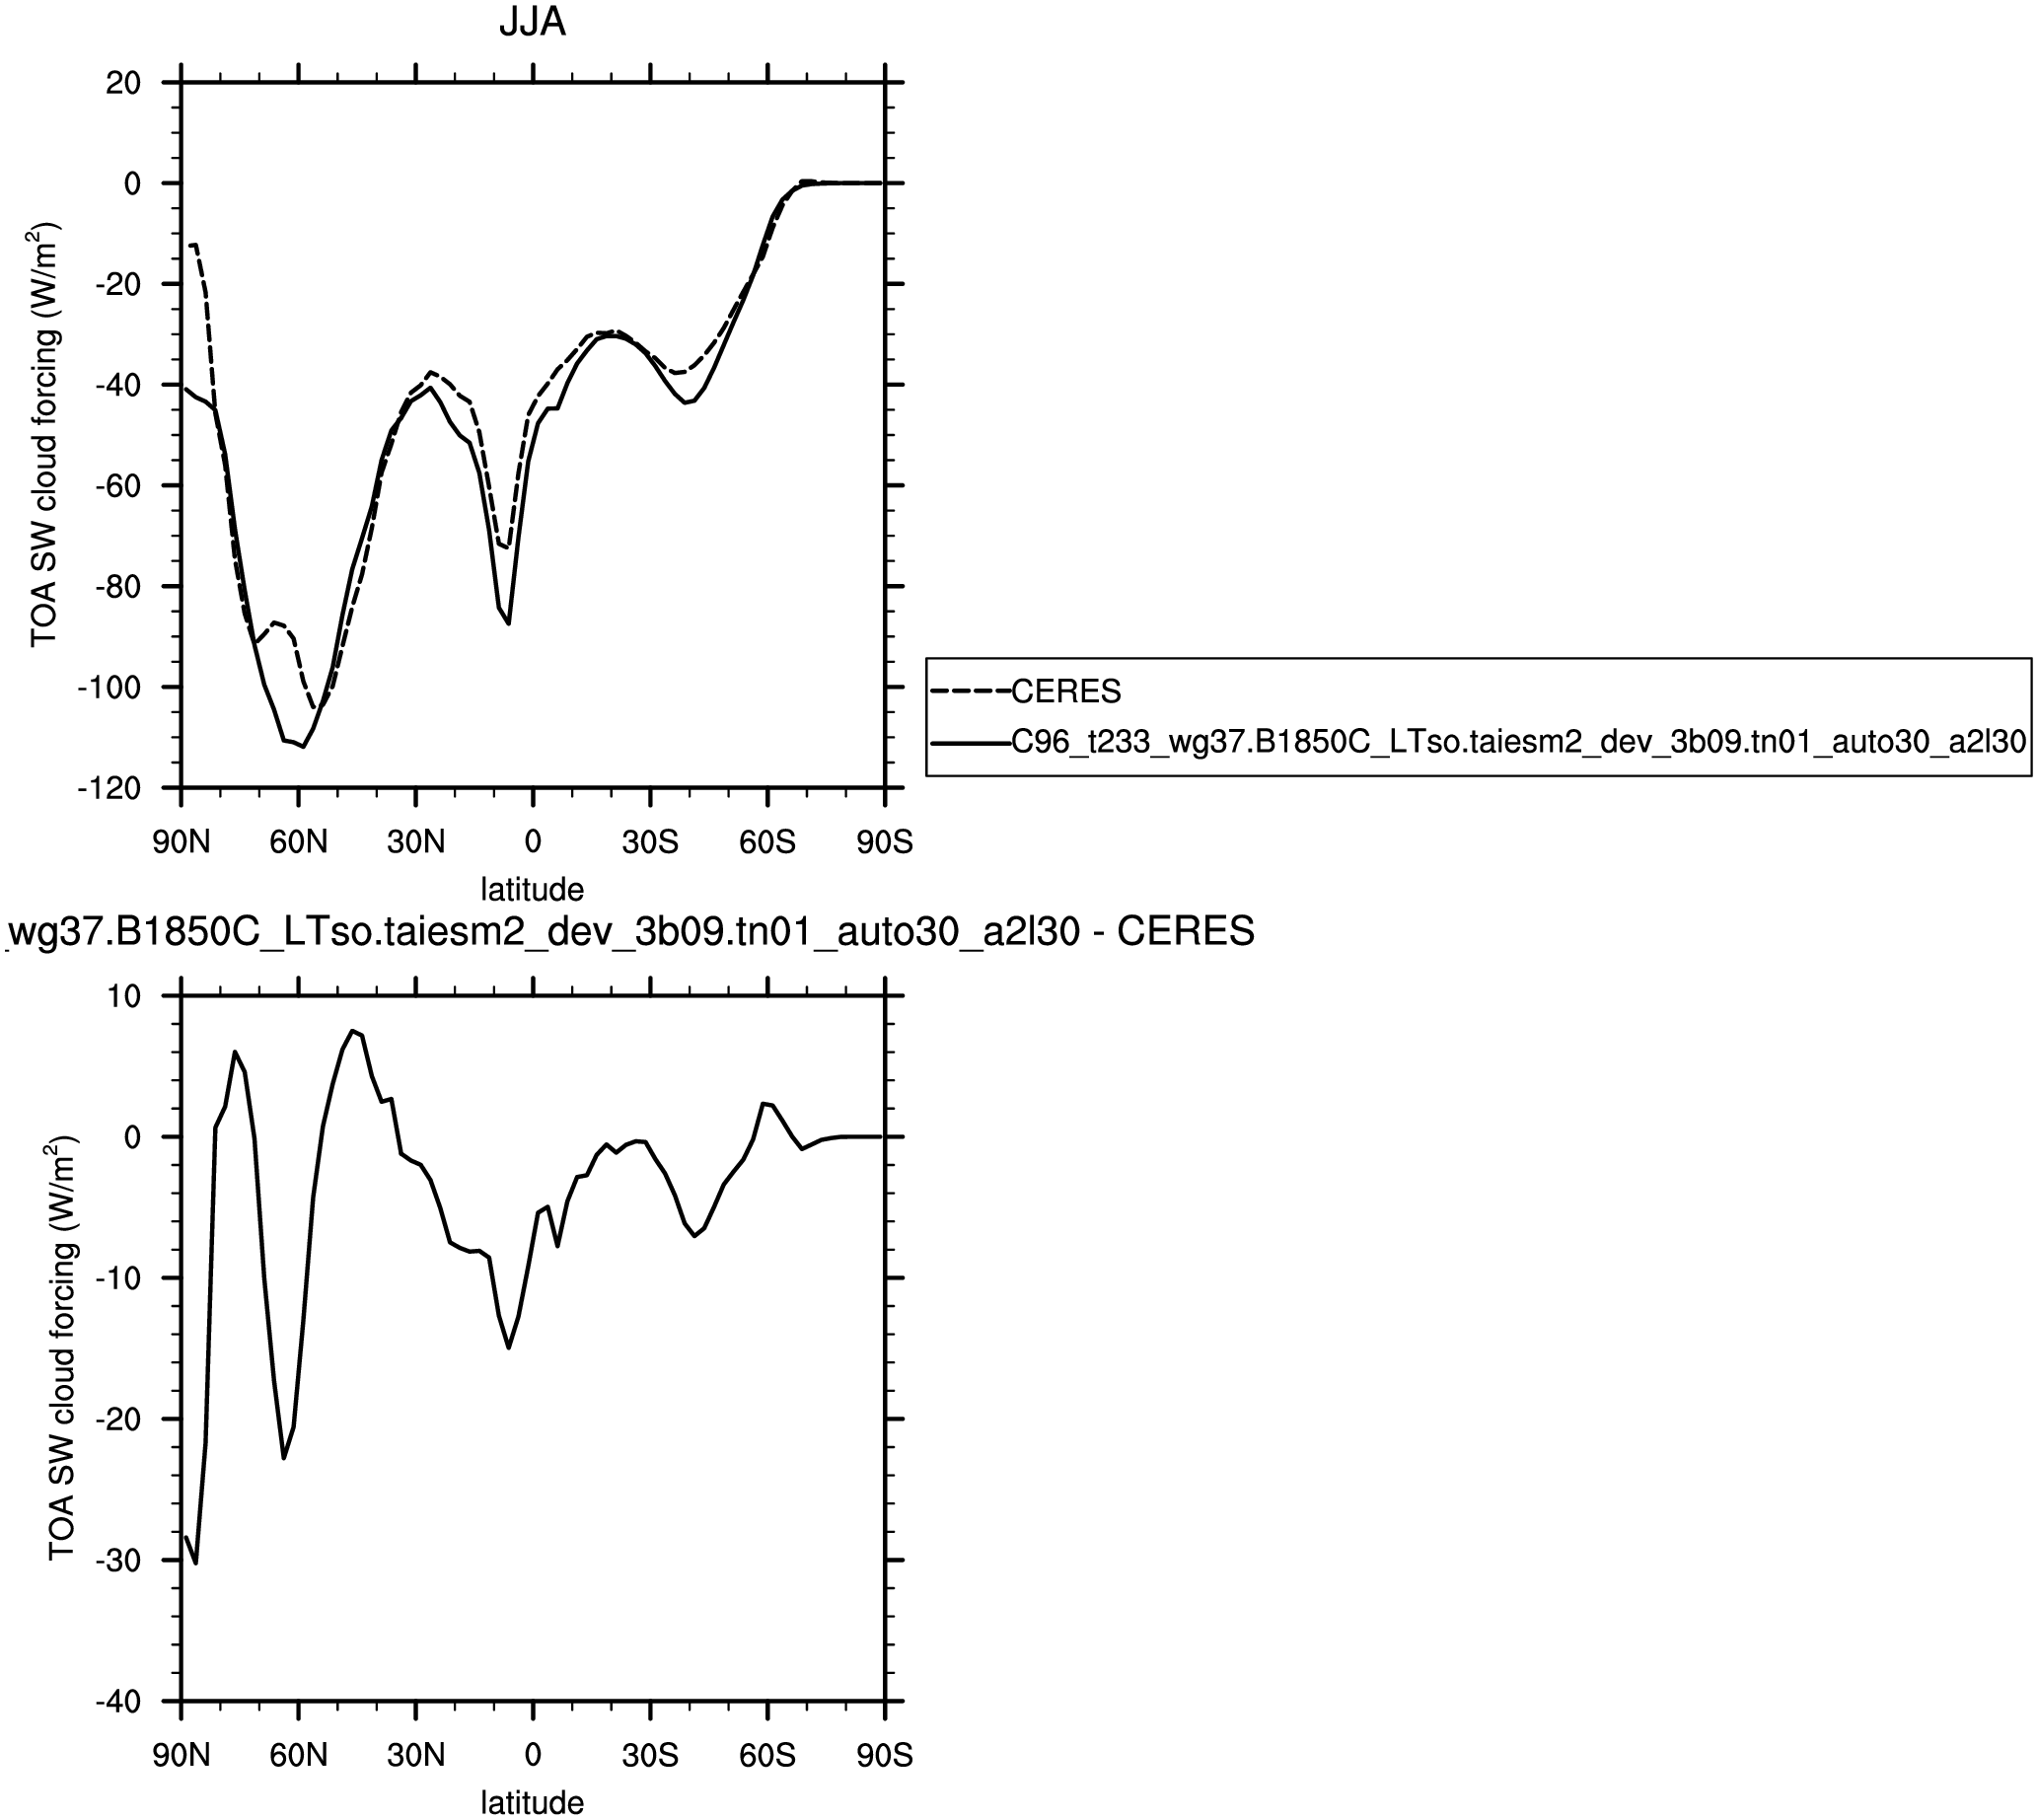 JJA
20
0
-20
-40
-60
-80
-100
-120
TOA SW cloud forcing (W/m²)
90N 60N 30N 0 30S 60S 90S
latitude
CERES
C96_t233_wg37.B1850C_LTso.taiesm2_dev_3b09.tn01_auto30_a2l30
_wg37.B1850C_LTso.taiesm2_dev_3b09.tn01_auto30_a2l30 - CERES
10
0
-10
-20
-30
-40
TOA SW cloud forcing (W/m²)
90N 60N 30N 0 30S 60S 90S
latitude